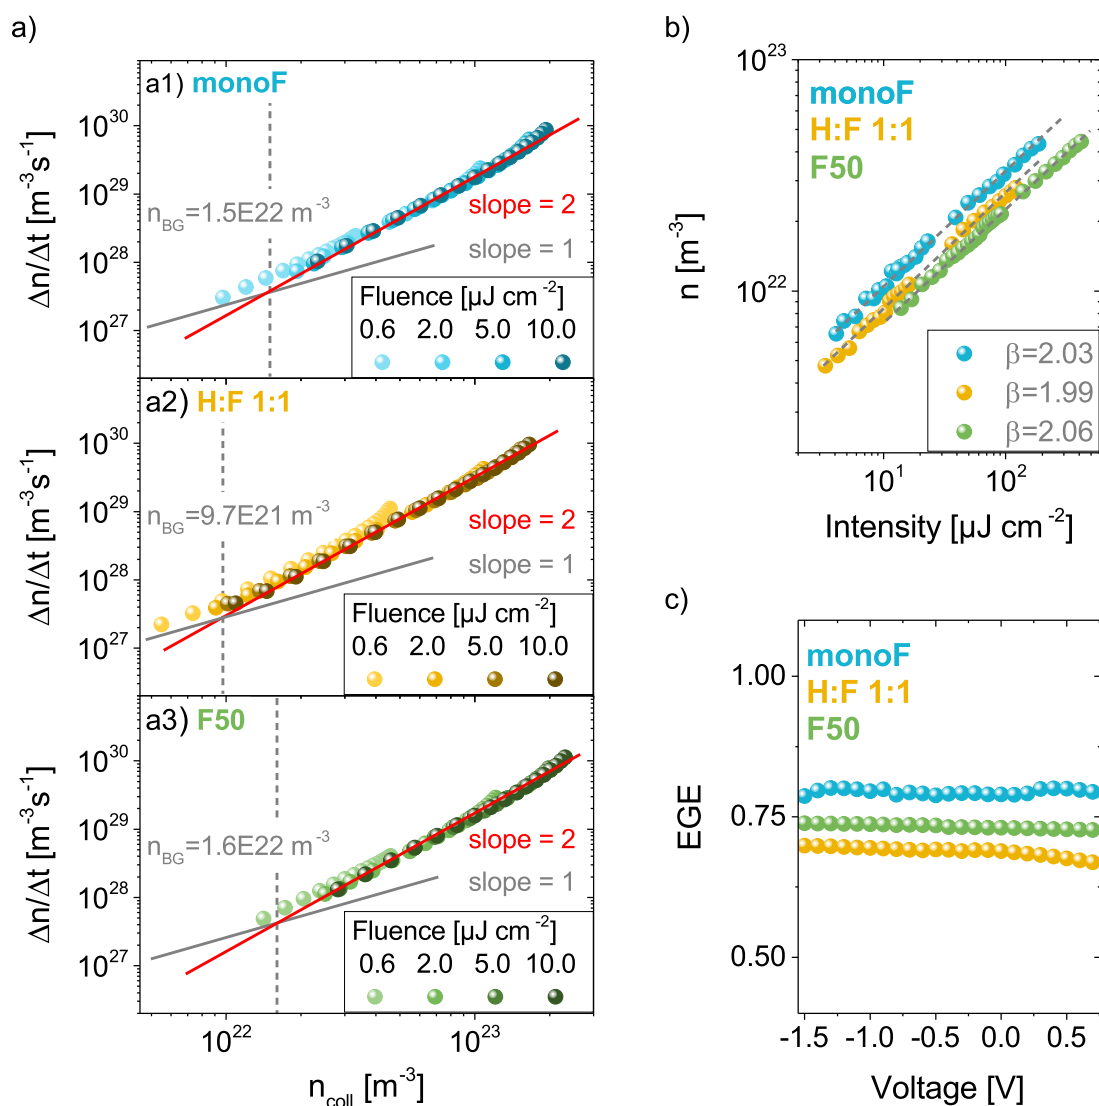 a)
a1) monoF
Δn/Δt [m⁻³s⁻¹]
10³⁰
10²⁹
10²⁸
10²⁷
n_BG=1.5E22 m⁻³
slope = 2
slope = 1
Fluence [µJ cm⁻²]
0.6 2.0 5.0 10.0
a2) H:F 1:1
Δn/Δt [m⁻³s⁻¹]
10³⁰
10²⁹
10²⁸
10²⁷
n_BG=9.7E21 m⁻³
slope = 2
slope = 1
Fluence [µJ cm⁻²]
0.6 2.0 5.0 10.0
a3) F50
Δn/Δt [m⁻³s⁻¹]
10³⁰
10²⁹
10²⁸
10²⁷
n_BG=1.6E22 m⁻³
slope = 2
slope = 1
Fluence [µJ cm⁻²]
0.6 2.0 5.0 10.0
10²² 10²³
n_coll [m⁻³]
b)
n [m⁻³]
10²³
10²²
monoF
H:F 1:1
F50
β=2.03
β=1.99
β=2.06
10¹ 10²
Intensity [µJ cm⁻²]
c)
EGE
1.00
0.75
0.50
monoF
H:F 1:1
F50
-1.5 -1.0 -0.5 0.0 0.5
Voltage [V]